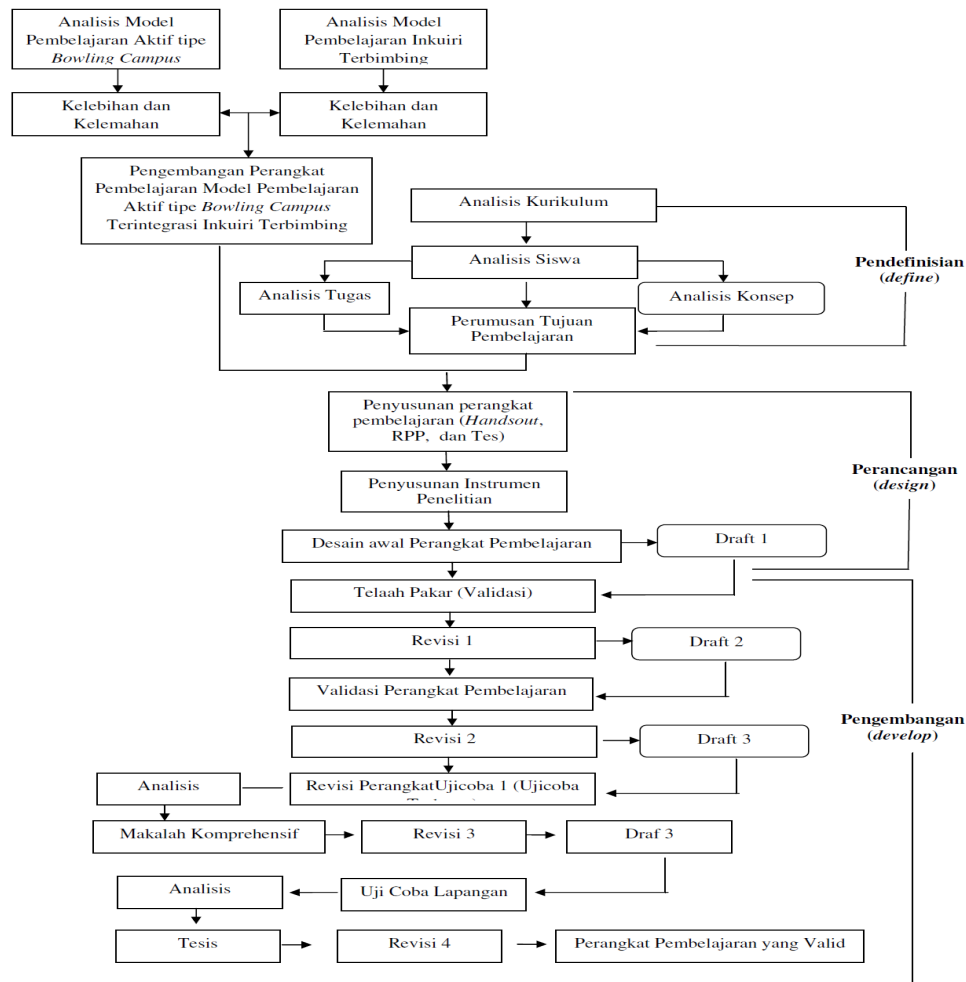 Analisis Model
Pembelajaran Aktif tipe
Bowling Campus
Analisis Model
Pembelajaran Inkuiri
Terbimbing
Kelebihan dan
Kelemahan
Kelebihan dan
Kelemahan
Pengembangan Perangkat
Pembelajaran Model Pembelajaran
Aktif tipe Bowling Campus
Terintegrasi Inkuiri Terbimbing
Analisis Kurikulum
Analisis Siswa
Analisis Tugas
Analisis Konsep
Perumusan Tujuan
Pembelajaran
Pendefinisian
(define)
Penyusunan perangkat
pembelajaran (Handsout,
RPP, dan Tes)
Penyusunan Instrumen
Penelitian
Desain awal Perangkat Pembelajaran
Draft 1
Perancangan
(design)
Telaah Pakar (Validasi)
Revisi 1
Draft 2
Validasi Perangkat Pembelajaran
Revisi 2
Draft 3
Pengembangan
(develop)
Analisis
Revisi PerangkatUjicoba 1 (Ujicoba
Makalah Komprehensif
Revisi 3
Draf 3
Analisis
Uji Coba Lapangan
Tesis
Revisi 4
Perangkat Pembelajaran yang Valid